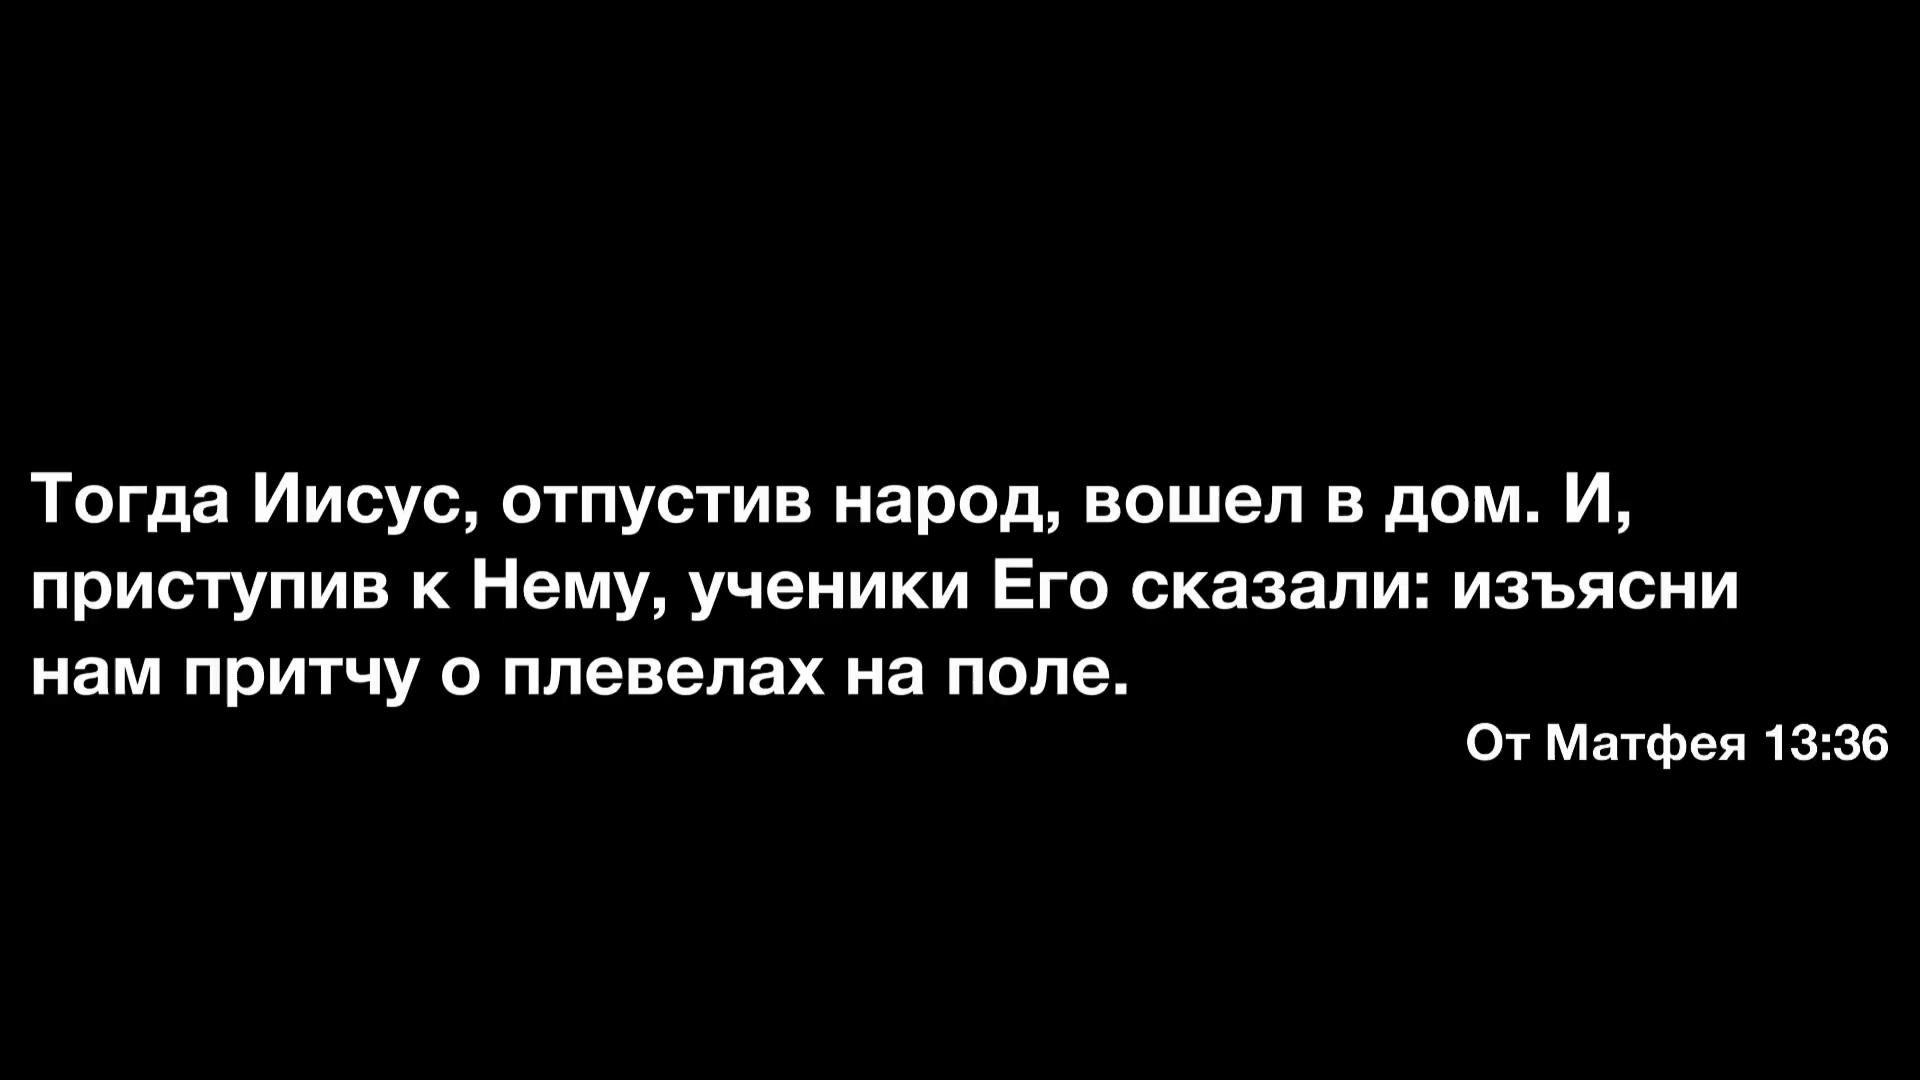 Тогда Иисус, отпустив народ, вошел в дом. И,
приступив к Нему, ученики Его сказали: изъясни
нам притчу о плевелах на поле.
От Матфея 13:36